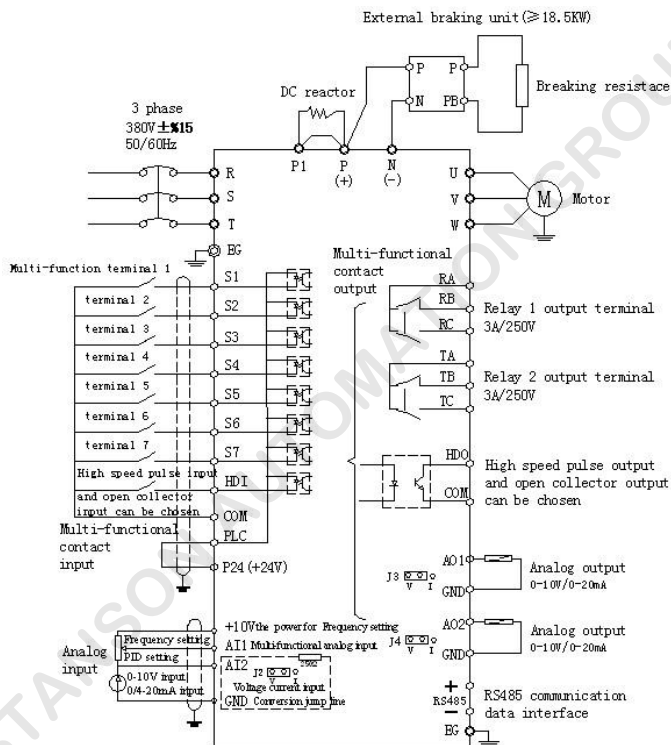 External braking unit(≥18.5KW)
P P
N PB
Breaking resistace
DC reactor
3 phase
380V±%15
50/60Hz
P1 P N
(+) (-)
R
S
T
EG
U
V
W
M
Motor
Multi-function terminal 1
terminal 2
terminal 3
terminal 4
terminal 5
terminal 6
terminal 7
High speed pulse input
and open collector
input can be chosen
Multi-functional
contact
input
S1
S2
S3
S4
S5
S6
S7
HDI
COM
PLC
P24(+24V)
Multi-functional
contact
output
RA
RB
RC
Relay 1 output terminal
3A/250V
TA
TB
TC
Relay 2 output terminal
3A/250V
HDO
COM
High speed pulse output
and open collector output
can be chosen
J3
V I
AO1
GND
Analog output
0-10V/0-20mA
J4
V I
AO2
GND
Analog output
0-10V/0-20mA
+
RS485
−
RS485 communication
data interface
EG
Analog
input
Frequency setting
PID setting
0-10V input
0/4-20mA input
+10V the power for Frequency setting
AI1 Multifunctional analog input
AI2
250Ω
J2
V I
Voltage current input
GND Conversion jump line
STANSON AUTOMATION GROUP